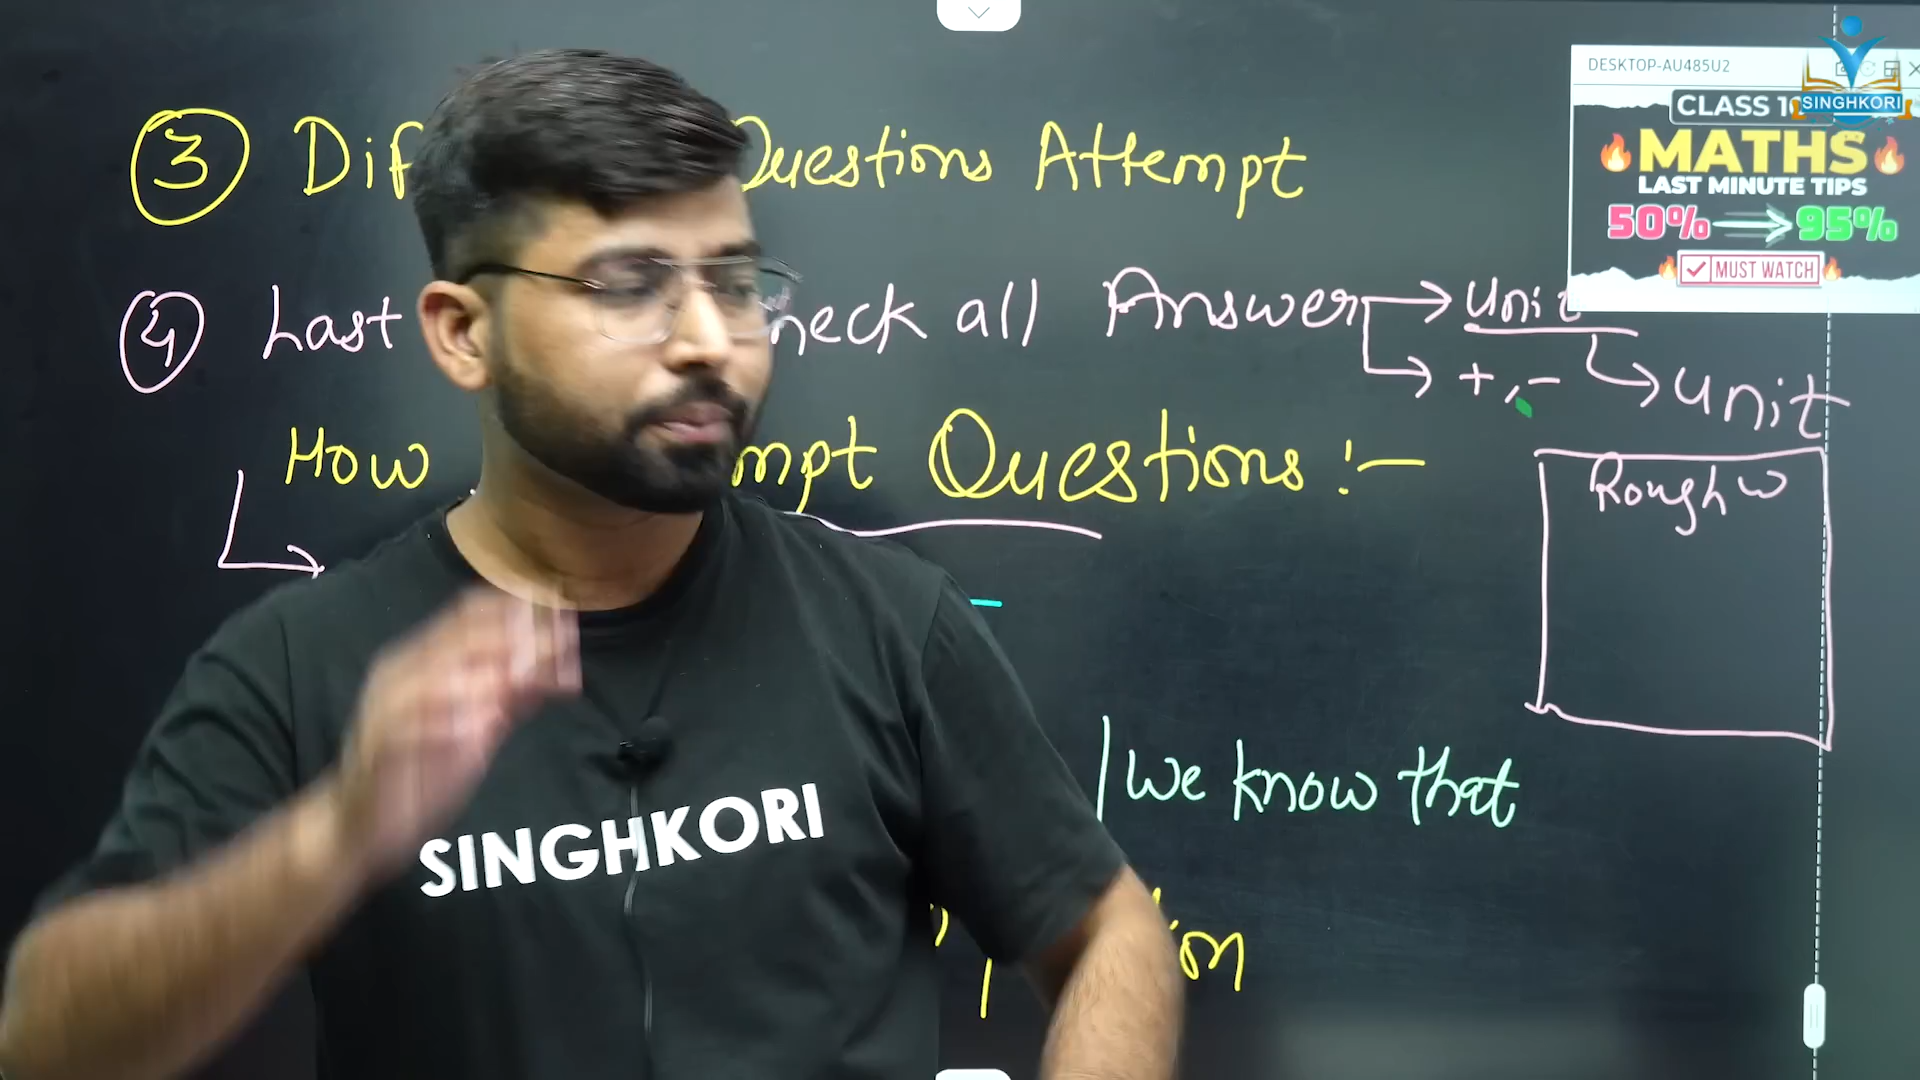 DESKTOP-AU485U2
SINGHKORI
CLASS 10
MATHS
LAST MINUTE TIPS
50% → 95%
MUST WATCH
3 Dif Questions Attempt
4 Last heck all Answer → Unit
→ +, - → Unit
How mpt Questions :-
Rough w
We know that
SINGHKORI